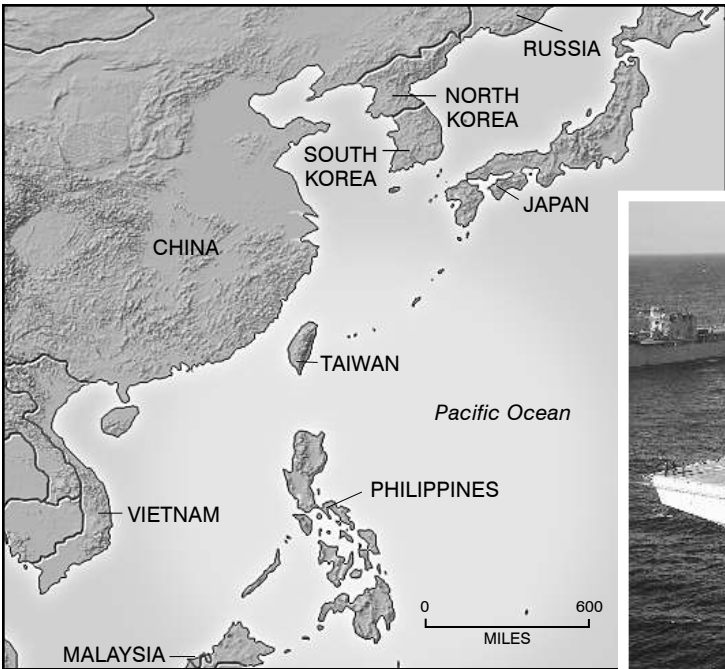 RUSSIA
NORTH
KOREA
SOUTH
KOREA
JAPAN
CHINA
TAIWAN
Pacific Ocean
PHILIPPINES
VIETNAM
0 600
MILES
MALAYSIA